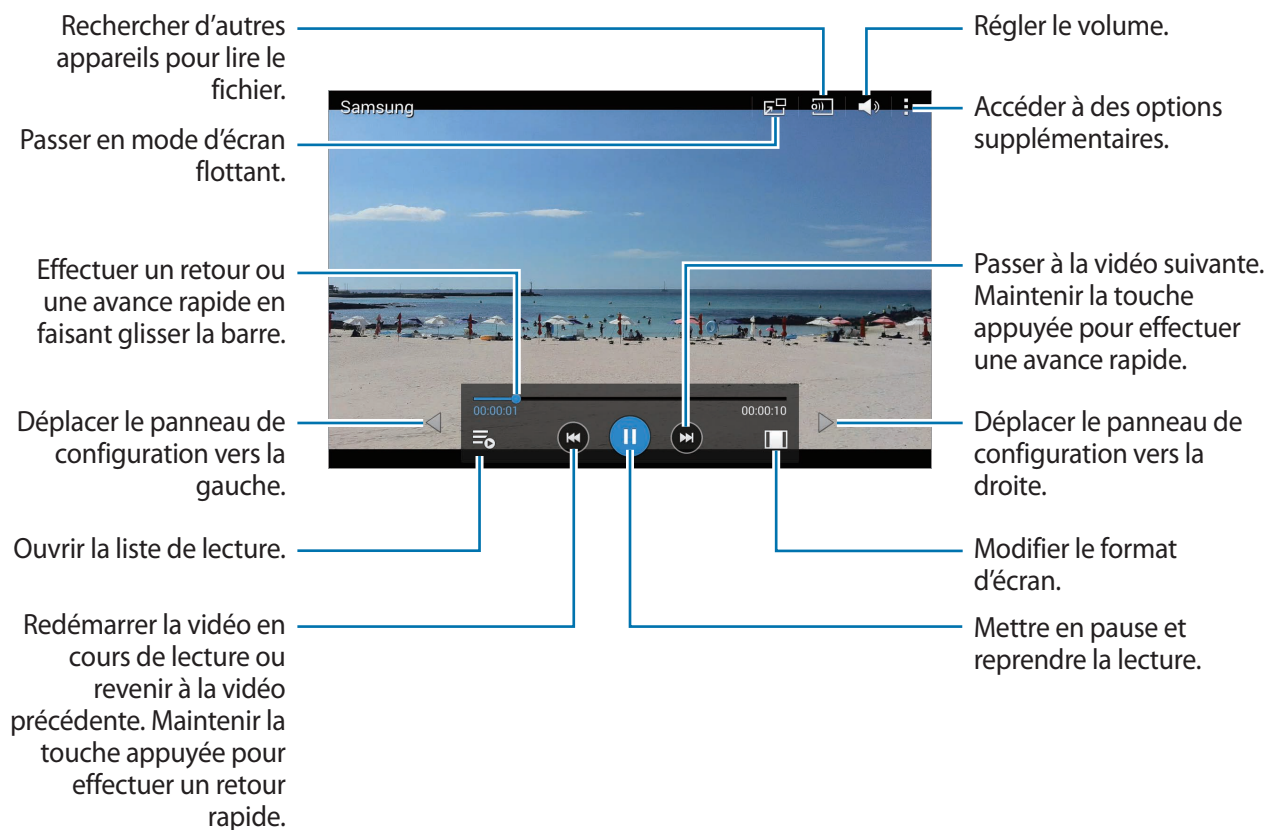 Rechercher d'autres
appareils pour lire le
fichier.
Passer en mode d'écran
flottant.
Effectuer un retour ou
une avance rapide en
faisant glisser la barre.
Déplacer le panneau de
configuration vers la
gauche.
Ouvrir la liste de lecture.
Redémarrer la vidéo en
cours de lecture ou
revenir à la vidéo
précédente. Maintenir la
touche appuyée pour
effectuer un retour
rapide.
Samsung
00:00:01
00:00:10
Régler le volume.
Accéder à des options
supplémentaires.
Passer à la vidéo suivante.
Maintenir la touche
appuyée pour effectuer
une avance rapide.
Déplacer le panneau de
configuration vers la
droite.
Modifier le format
d'écran.
Mettre en pause et
reprendre la lecture.